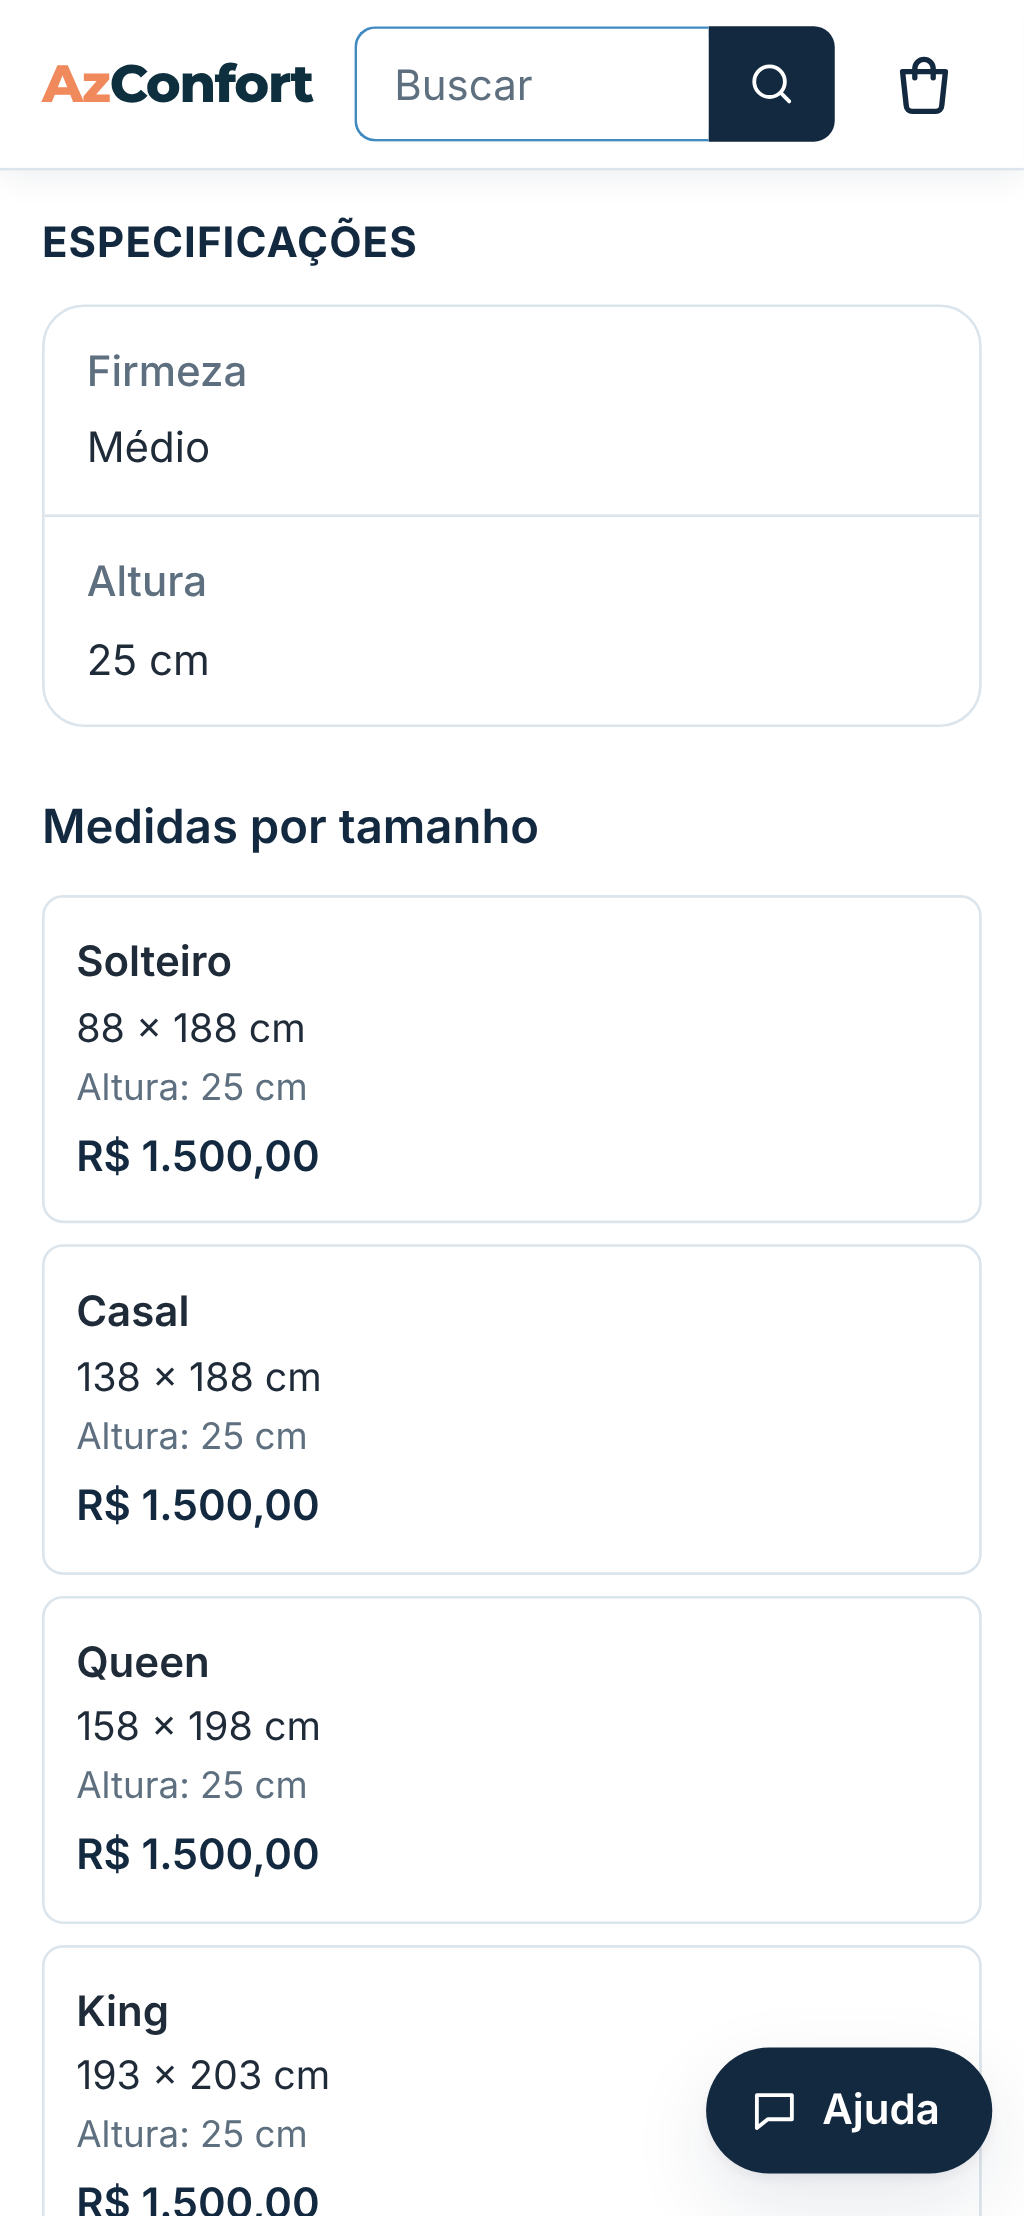 AzConfort
Buscar
ESPECIFICAÇÕES
Firmeza
Médio
Altura
25 cm
Medidas por tamanho
Solteiro
88 × 188 cm
Altura: 25 cm
R$ 1.500,00
Casal
138 × 188 cm
Altura: 25 cm
R$ 1.500,00
Queen
158 × 198 cm
Altura: 25 cm
R$ 1.500,00
King
193 × 203 cm
Altura: 25 cm
R$ 1.500,00
Ajuda